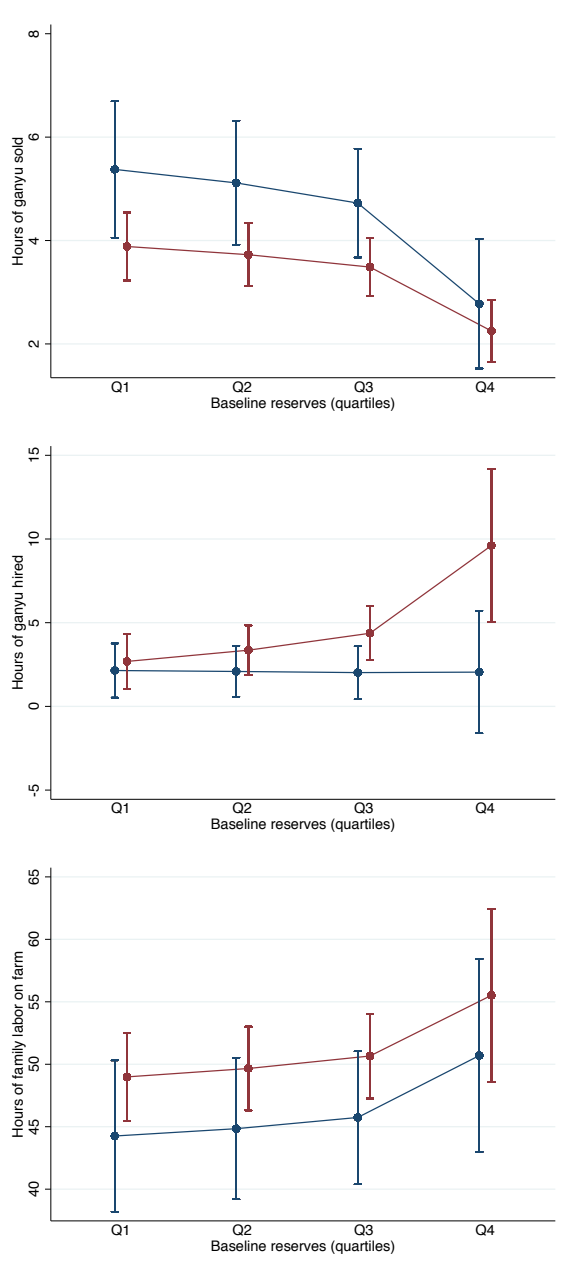 Hours of ganyu sold
8
6
4
2
Q1 Q2 Q3 Q4
Baseline reserves (quartiles)
Hours of ganyu hired
15
10
5
0
-5
Q1 Q2 Q3 Q4
Baseline reserves (quartiles)
Hours of family labor on farm
65
60
55
50
45
40
Q1 Q2 Q3 Q4
Baseline reserves (quartiles)